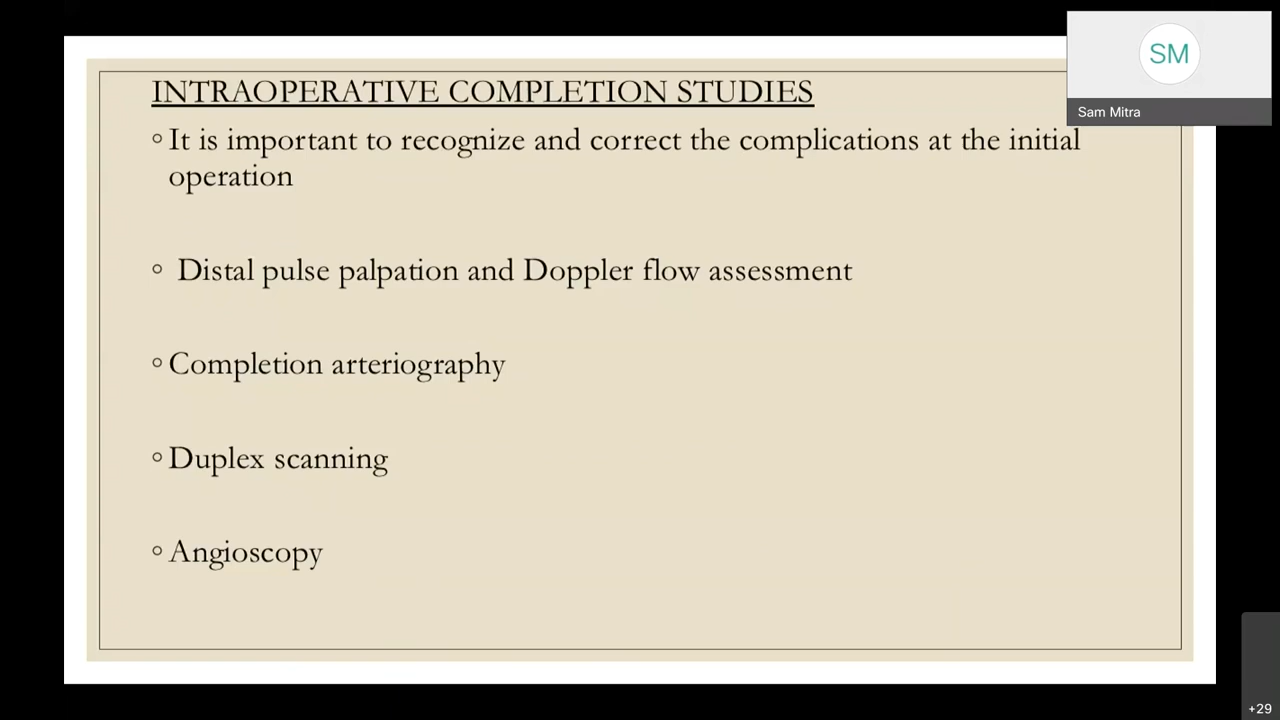 INTRAOPERATIVE COMPLETION STUDIES
◦ It is important to recognize and correct the complications at the initial
operation
◦ Distal pulse palpation and Doppler flow assessment
◦ Completion arteriography
◦ Duplex scanning
◦ Angioscopy
SM
Sam Mitra
+29